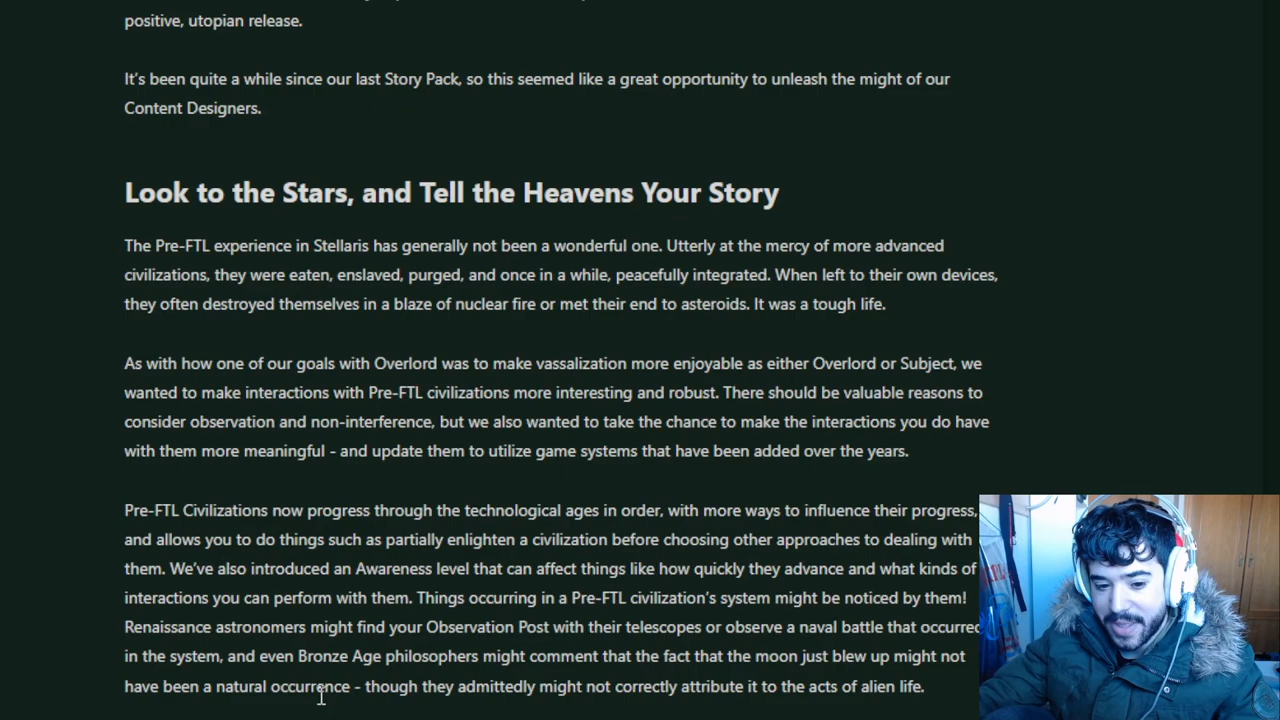 positive, utopian release.
It's been quite a while since our last Story Pack, so this seemed like a great opportunity to unleash the might of our
Content Designers.
Look to the Stars, and Tell the Heavens Your Story
The Pre-FTL experience in Stellaris has generally not been a wonderful one. Utterly at the mercy of more advanced
civilizations, they were eaten, enslaved, purged, and once in a while, peacefully integrated. When left to their own devices,
they often destroyed themselves in a blaze of nuclear fire or met their end to asteroids. It was a tough life.
As with how one of our goals with Overlord was to make vassalization more enjoyable as either Overlord or Subject, we
wanted to make interactions with Pre-FTL civilizations more interesting and robust. There should be valuable reasons to
consider observation and non-interference, but we also wanted to take the chance to make the interactions you do have
with them more meaningful - and update them to utilize game systems that have been added over the years.
Pre-FTL Civilizations now progress through the technological ages in order, with more ways to influence their progress,
and allows you to do things such as partially enlighten a civilization before choosing other approaches to dealing with
them. We've also introduced an Awareness level that can affect things like how quickly they advance and what kinds of
interactions you can perform with them. Things occurring in a Pre-FTL civilization's system might be noticed by them!
Renaissance astronomers might find your Observation Post with their telescopes or observe a naval battle that occurred
in the system, and even Bronze Age philosophers might comment that the fact that the moon just blew up might not
have been a natural occurrence - though they admittedly might not correctly attribute it to the acts of alien life.